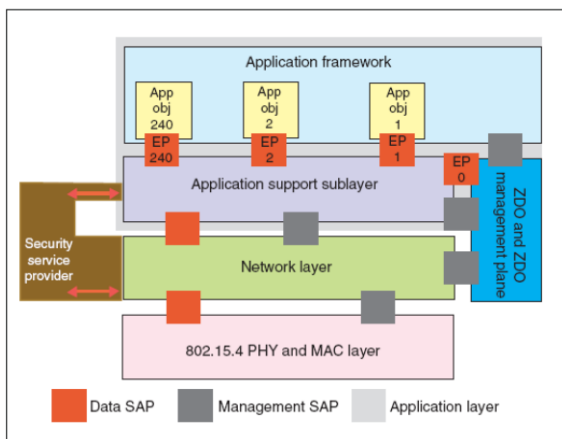 Application framework
App
obj
240
App
obj
2
App
obj
1
EP
240
EP
2
EP
1
EP
0
Application support sublayer
ZDO and ZDO
management plane
Security
service
provider
Network layer
802.15.4 PHY and MAC layer
Data SAP
Management SAP
Application layer